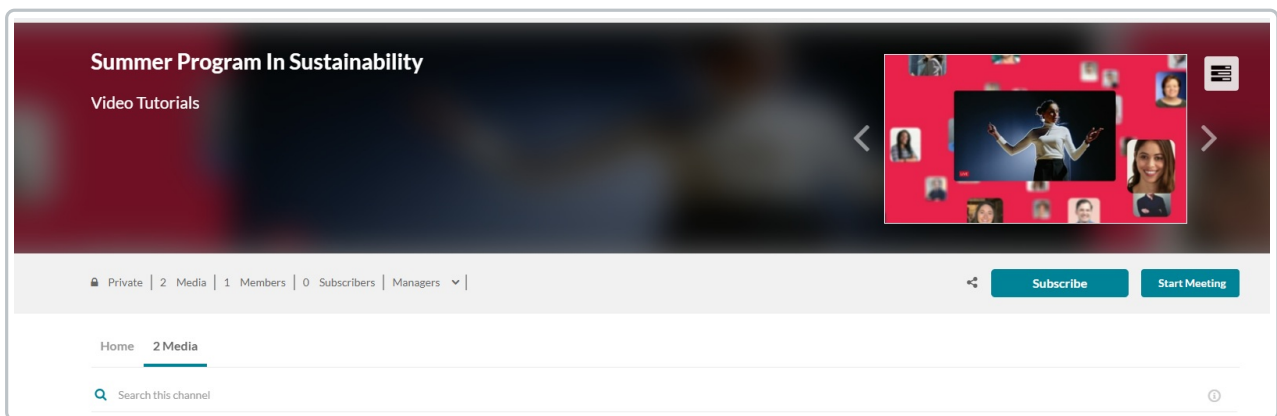 Summer Program In Sustainability
Video Tutorials
Private | 2 Media | 1 Members | 0 Subscribers | Managers
Subscribe
Start Meeting
Home 2 Media
Search this channel